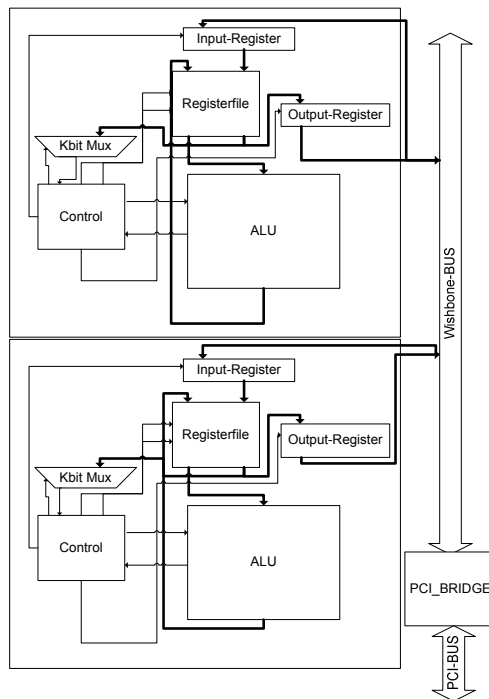 Input-Register
Registerfile
Output-Register
Kbit Mux
Control
ALU
Wishbone-BUS
Input-Register
Registerfile
Output-Register
Kbit Mux
Control
ALU
PCI_BRIDGE
PCI-BUS